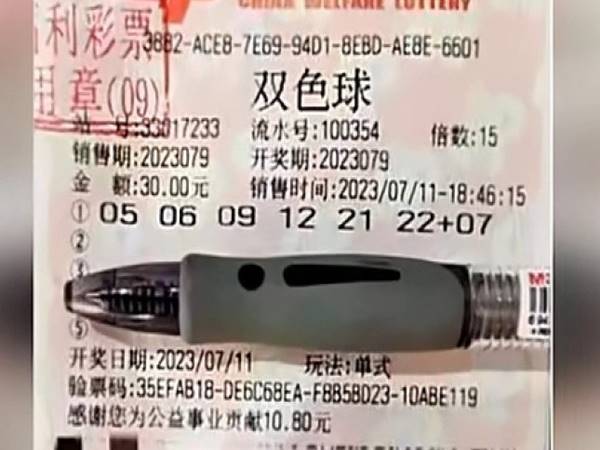 CHINA WELFARE LOTTERY
福利彩票
用章(09)
3882-ACE8-7E69-94D1-8EBD-AE8E-6601
双色球
站 号:33017233 流水号:100354 倍数:15
销售期:2023079 开奖期:2023079
金 额:30.00元 销售时间:2023/07/11-18:46:15
① 05 06 09 12 21 22+07
②
⑤
开奖日期:2023/07/11 玩法:单式
验票码:35EFAB18-DE6C68EA-F8B58D23-10ABE119
感谢您为公益事业贡献10.80元